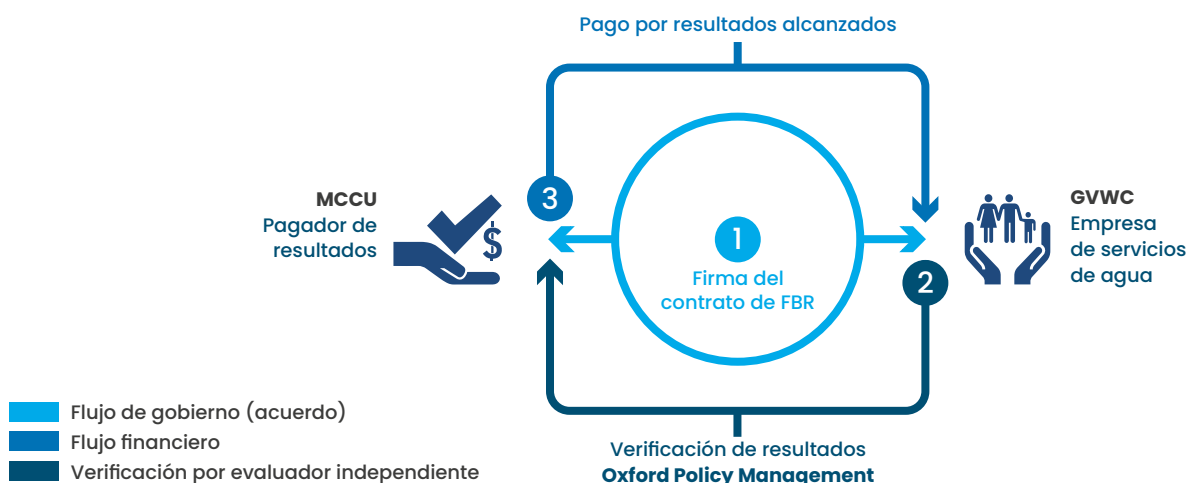 Pago por resultados alcanzados
MCCU
Pagador de
resultados
$
3
1
Firma del
contrato de FBR
GVWC
Empresa
de servicios
de agua
2
Flujo de gobierno (acuerdo)
Flujo financiero
Verificación por evaluador independiente
Verificación de resultados
Oxford Policy Management